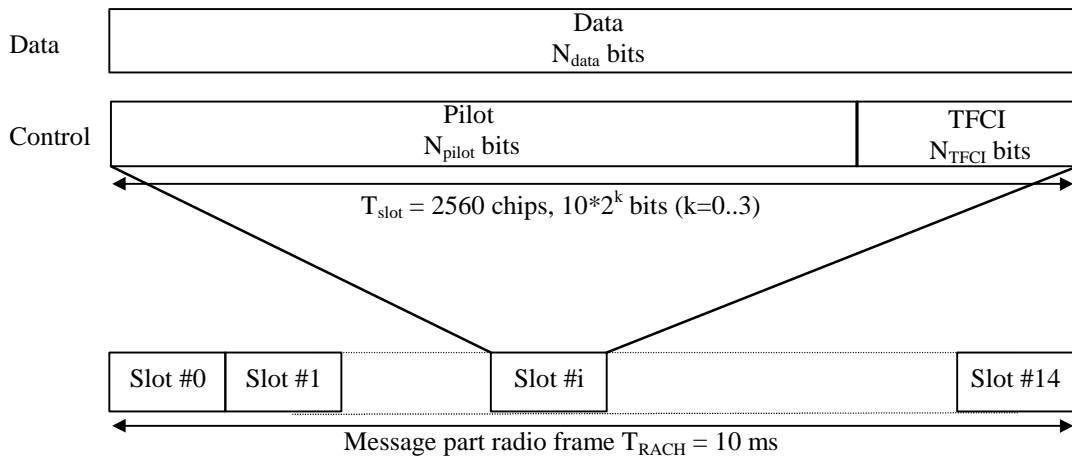 Data
Data
N_data bits
Control
Pilot
N_pilot bits
TFCI
N_TFCI bits
T_slot = 2560 chips, 10*2^k bits (k=0..3)
Slot #0 Slot #1 Slot #i Slot #14
Message part radio frame T_RACH = 10 ms